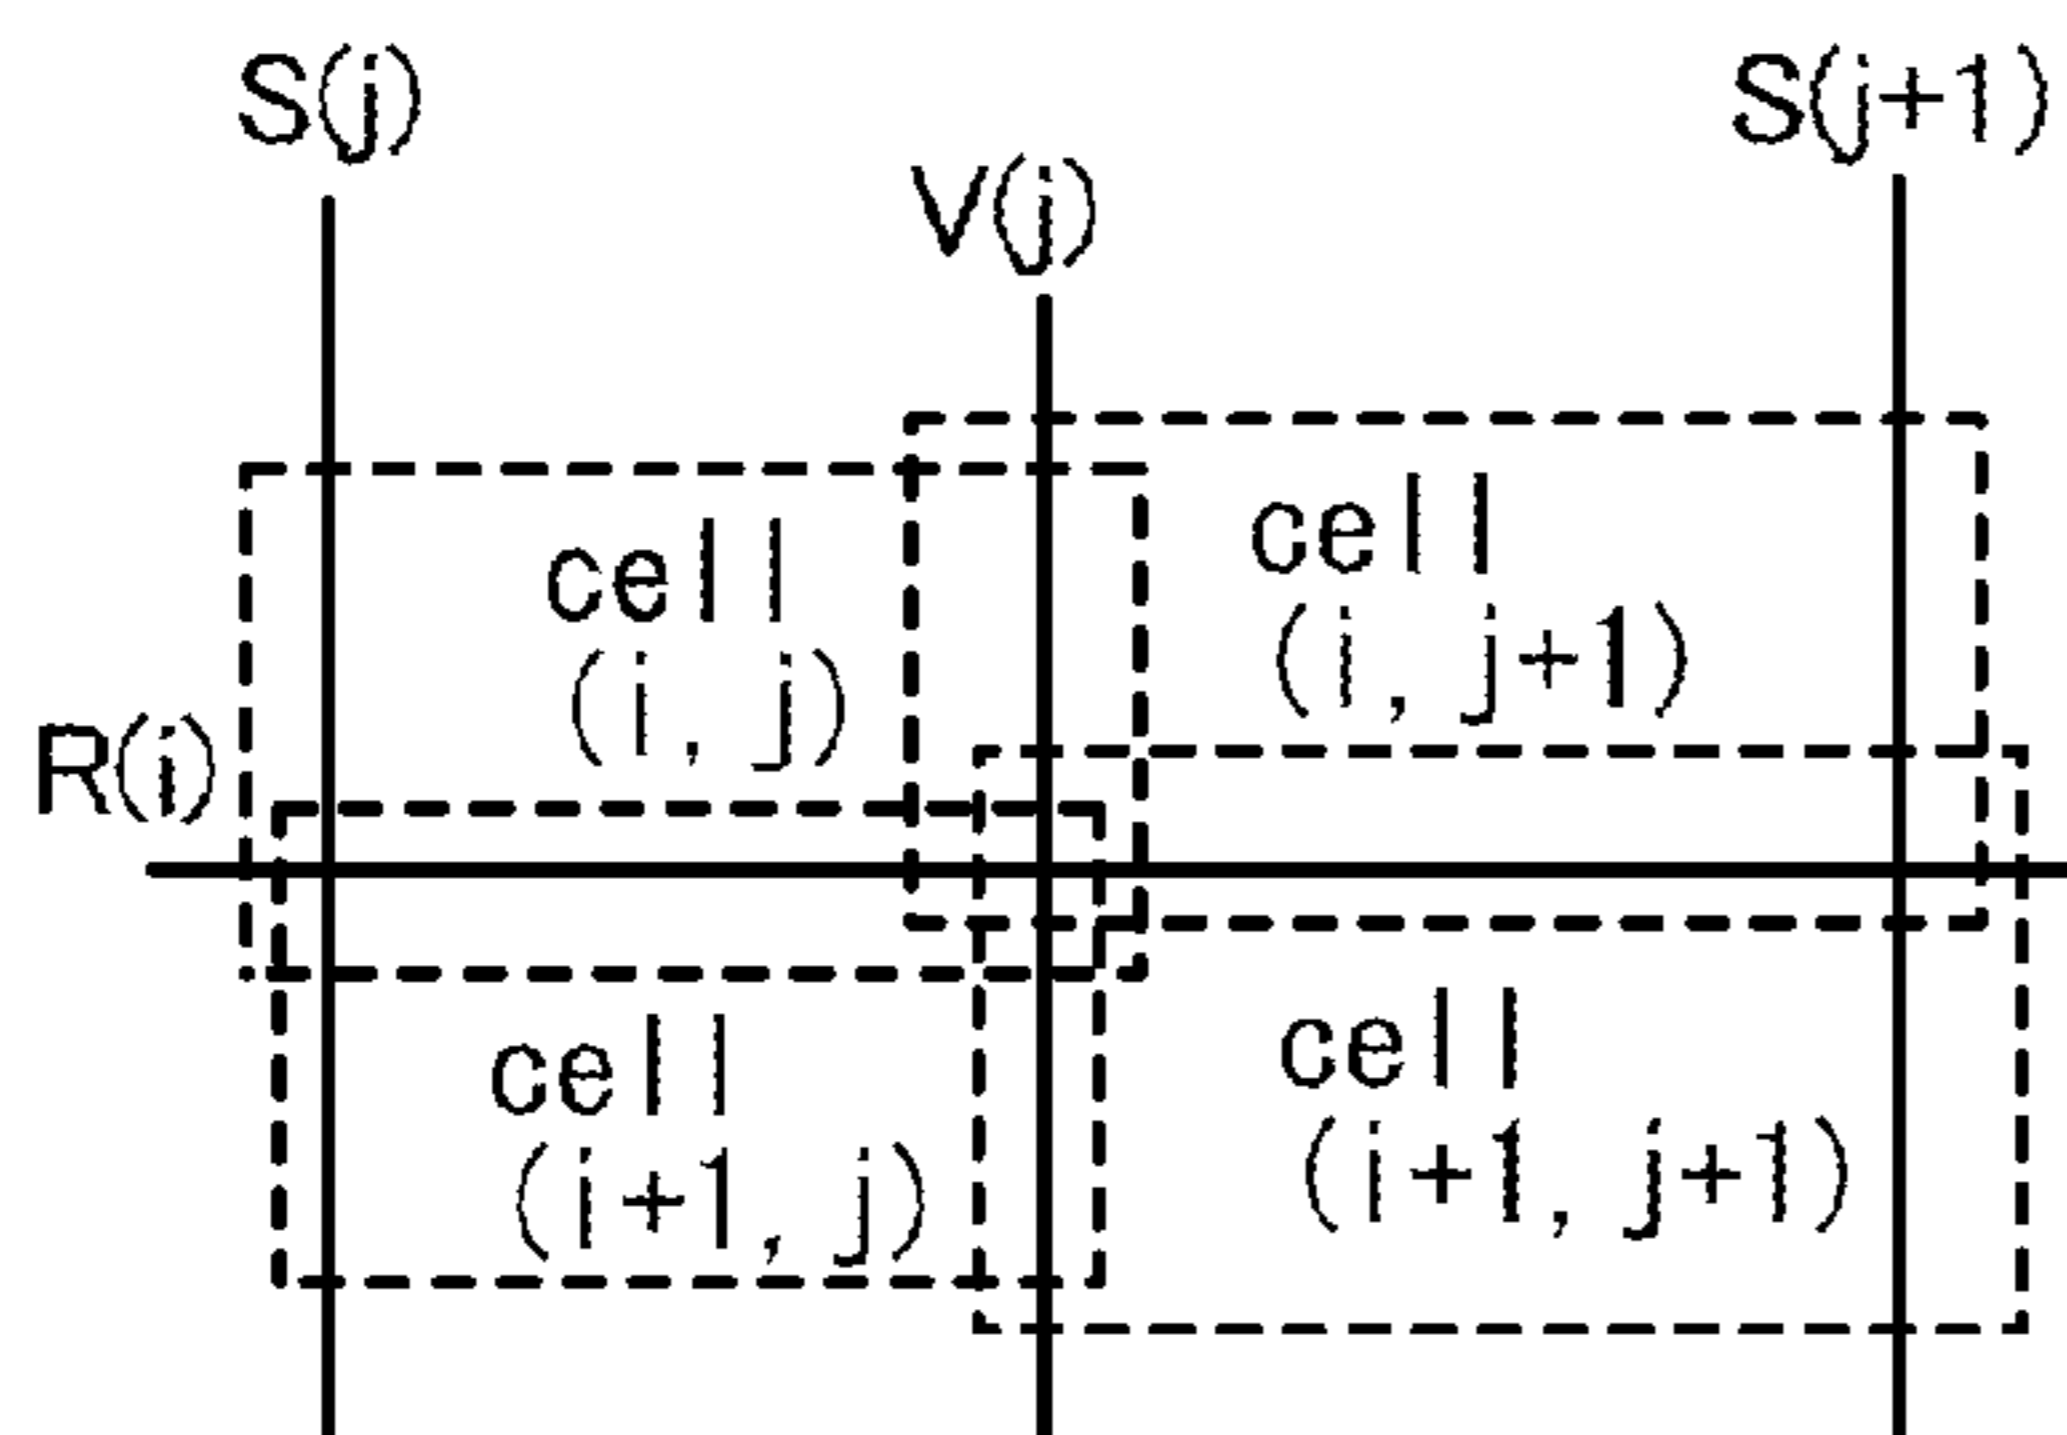 S(j)
V(j)
S(j+1)
cell
(i, j)
cell
(i, j+1)
R(i)
cell
(i+1, j)
cell
(i+1, j+1)